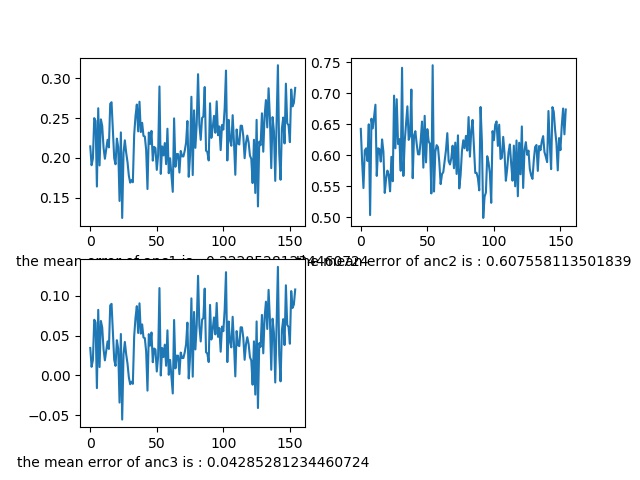 0.30
0.25
0.20
0.15
0 50 100 150
0.75
0.70
0.65
0.60
0.55
0.50
0 50 100 150
the mean error of anc1 is :
the mean error of anc2 is : 0.607558113501839
0.10
0.05
0.00
−0.05
0 50 100 150
the mean error of anc3 is : 0.04285281234460724